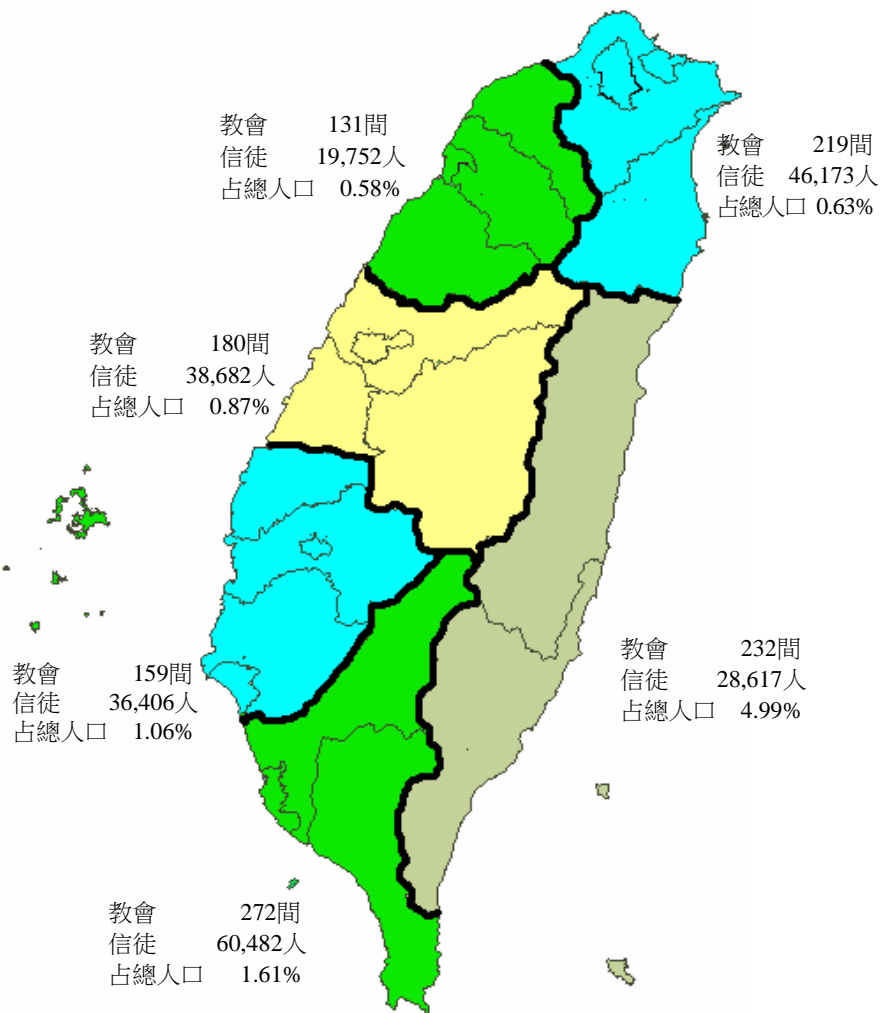 教會 131間
信徒 19,752人
占總人口 0.58%
教會 219間
信徒 46,173人
占總人口 0.63%
教會 180間
信徒 38,682人
占總人口 0.87%
教會 159間
信徒 36,406人
占總人口 1.06%
教會 232間
信徒 28,617人
占總人口 4.99%
教會 272間
信徒 60,482人
占總人口 1.61%